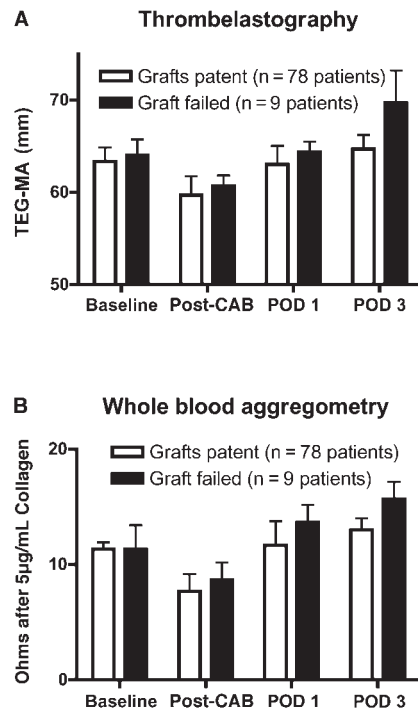 A Thrombelastography
TEG-MA (mm)
70
60
50
Grafts patent (n = 78 patients)
Graft failed (n = 9 patients)
Baseline Post-CAB POD 1 POD 3
B Whole blood aggregometry
Ohms after 5µg/mL Collagen
20
10
0
Grafts patent (n = 78 patients)
Graft failed (n = 9 patients)
Baseline Post-CAB POD 1 POD 3